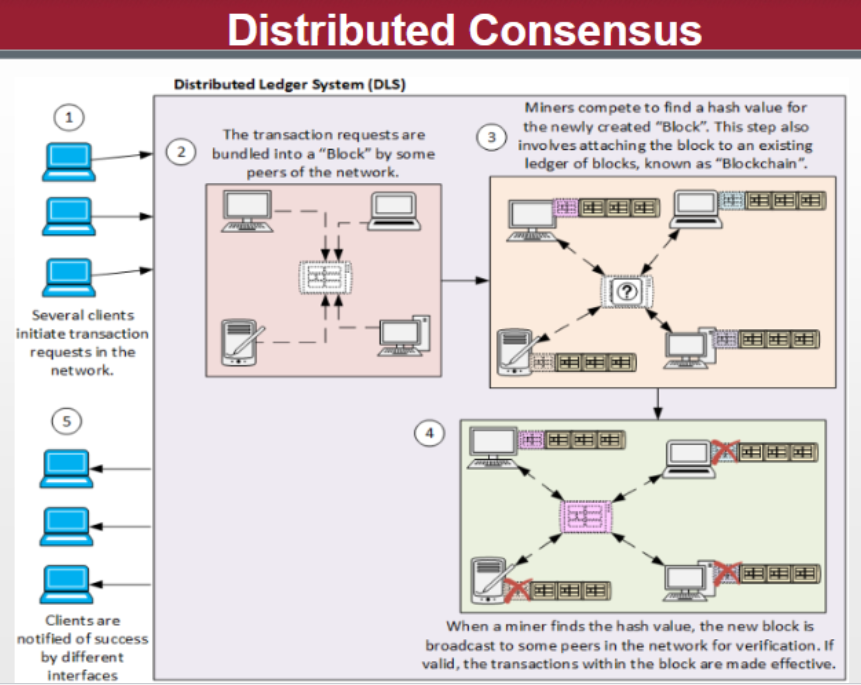 Distributed Consensus
Distributed Ledger System (DLS)
1
Several clients
initiate transaction
requests in the
network.
2
The transaction requests are
bundled into a “Block” by some
peers of the network.
3
Miners compete to find a hash value for
the newly created “Block”. This step also
involves attaching the block to an existing
ledger of blocks, known as “Blockchain”.
?
4
When a miner finds the hash value, the new block is
broadcast to some peers in the network for verification. If
valid, the transactions within the block are made effective.
5
Clients are
notified of success
by different
interfaces